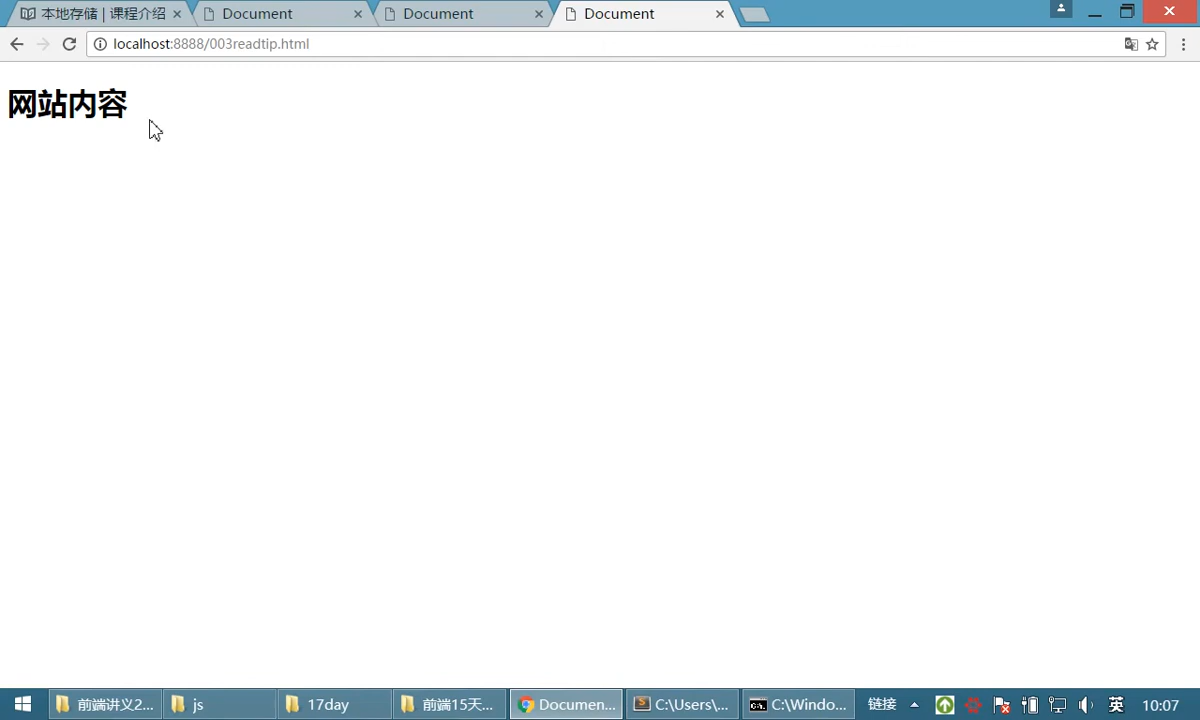 本地存储 | 课程介绍
Document
Document
Document
localhost:8888/003readtip.html
网站内容
前端讲义2...
js
17day
前端15天...
Documen...
C:\Users\...
C:\Windo...
链接
英
10:07